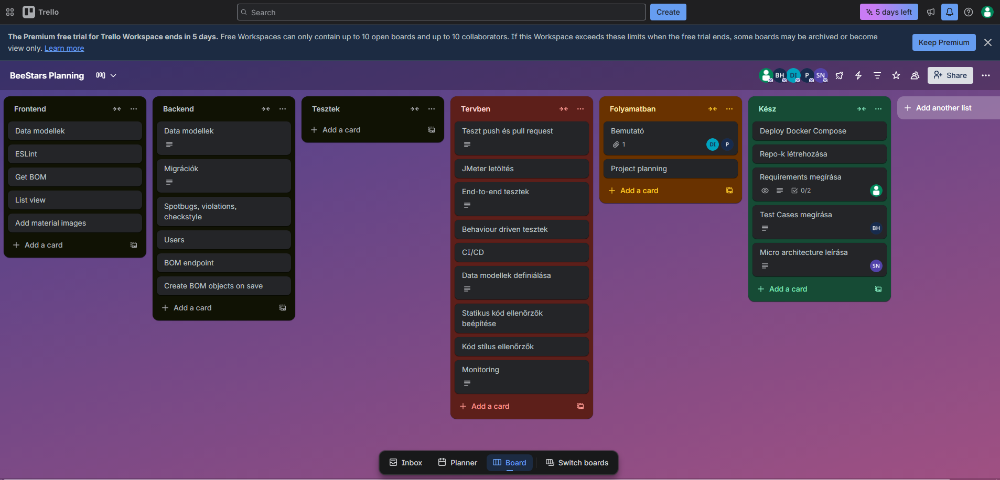 Trello
Search
Create
5 days left
The Premium free trial for Trello Workspace ends in 5 days. Free Workspaces can only contain up to 10 open boards and up to 10 collaborators. If this Workspace exceeds these limits when the free trial ends, some boards may be archived or become
view only. Learn more
Keep Premium
BeeStars Planning
BH
DI
P
SN
Share
Frontend
Data modellek
ESLint
Get BOM
List view
Add material images
Add a card
Backend
Data modellek
Migrációk
Spotbugs, violations,
checkstyle
Users
BOM endpoint
Create BOM objects on save
Add a card
Tesztek
Add a card
Tervben
Teszt push és pull request
JMeter letöltés
End-to-end tesztek
Behaviour driven tesztek
CI/CD
Data modellek definiálása
Statikus kód ellenőrzők
beépítése
Kód stílus ellenőrzők
Monitoring
Add a card
Folyamatban
Bemutató
1
DI
P
Project planning
Add a card
Kész
Deploy Docker Compose
Repo-k létrehozása
Requirements megírása
0/2
Test Cases megírása
BH
Micro architecture leírása
SN
Add a card
Add another list
Inbox
Planner
Board
Switch boards